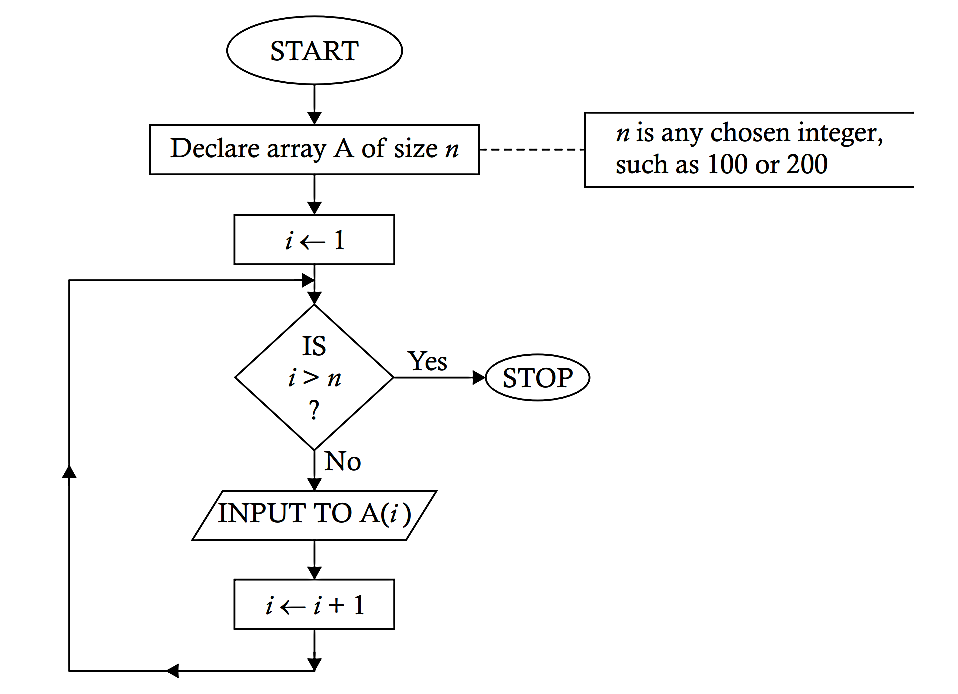 START
Declare array A of size n
n is any chosen integer,
such as 100 or 200
i ← 1
IS
i > n
?
Yes
STOP
No
INPUT TO A(i)
i ← i + 1